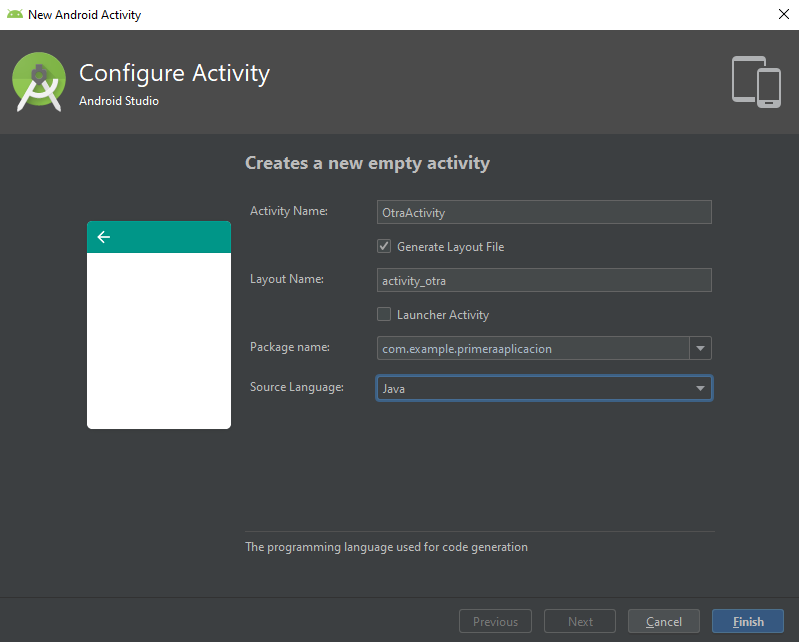 New Android Activity
Configure Activity
Android Studio
Creates a new empty activity
Activity Name:
OtraActivity
Generate Layout File
Layout Name:
activity_otra
Launcher Activity
Package name:
com.example.primeraaplicacion
Source Language:
Java
The programming language used for code generation
Previous
Next
Cancel
Finish